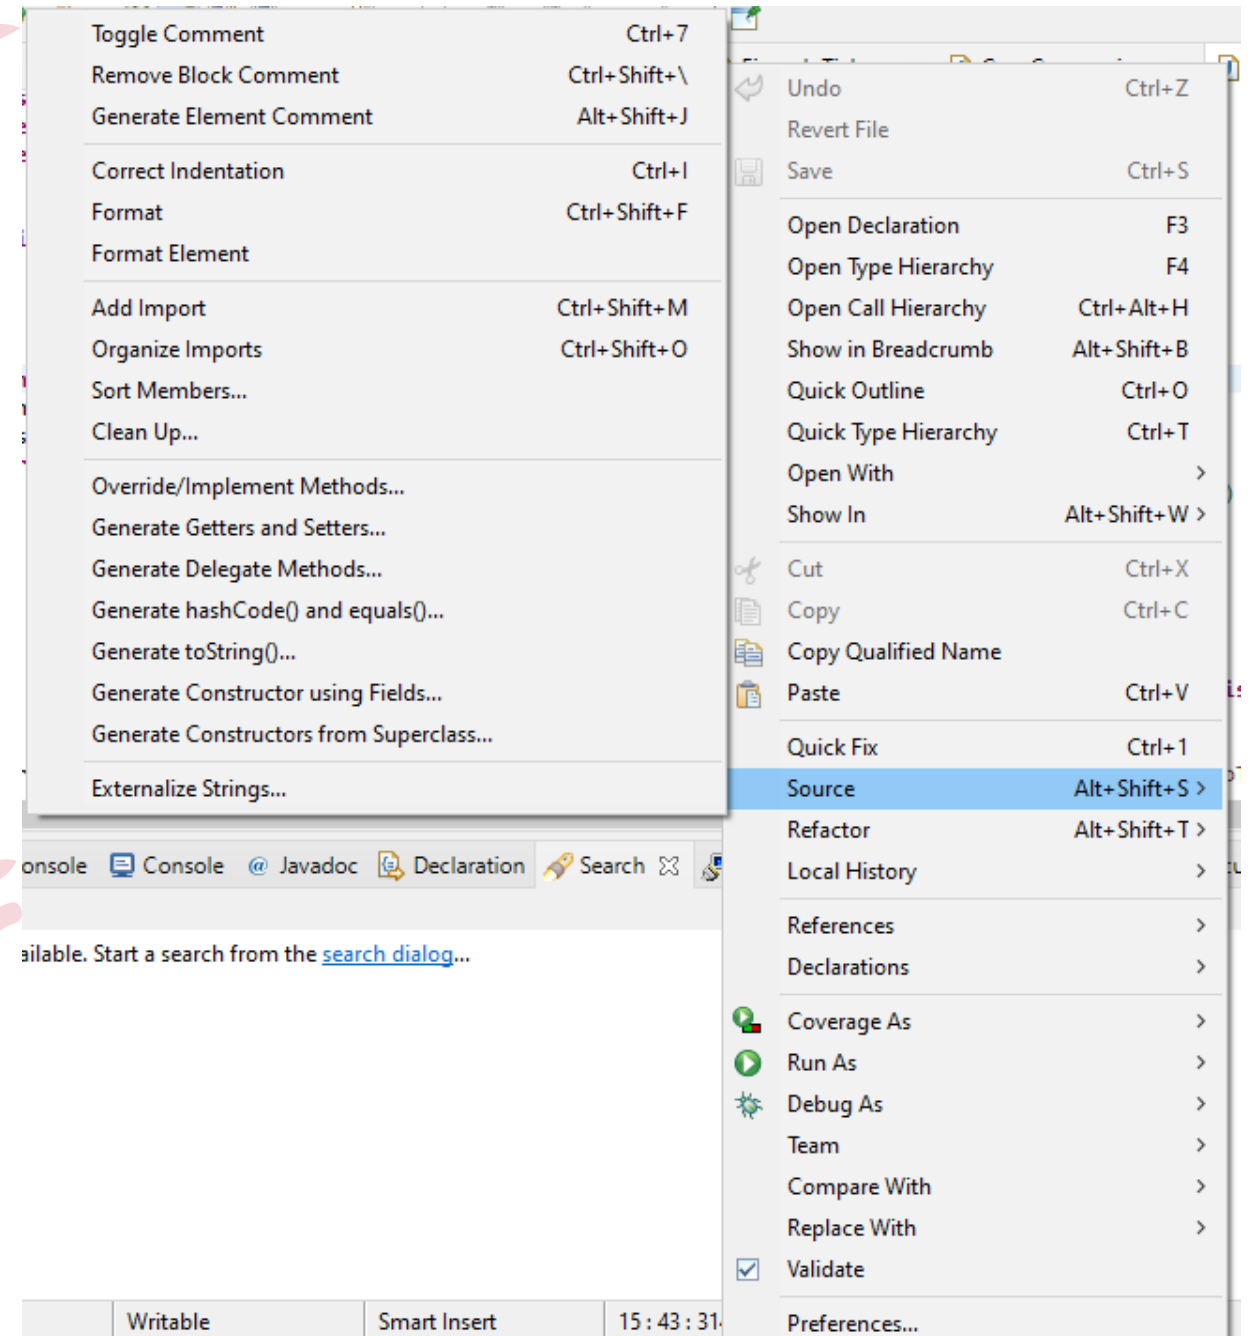 Toggle Comment Ctrl+7
Remove Block Comment Ctrl+Shift+\
Generate Element Comment Alt+Shift+J
Correct Indentation Ctrl+I
Format Ctrl+Shift+F
Format Element
Add Import Ctrl+Shift+M
Organize Imports Ctrl+Shift+O
Sort Members...
Clean Up...
Override/Implement Methods...
Generate Getters and Setters...
Generate Delegate Methods...
Generate hashCode() and equals()...
Generate toString()...
Generate Constructor using Fields...
Generate Constructors from Superclass...
Externalize Strings...
Undo Ctrl+Z
Revert File
Save Ctrl+S
Open Declaration F3
Open Type Hierarchy F4
Open Call Hierarchy Ctrl+Alt+H
Show in Breadcrumb Alt+Shift+B
Quick Outline Ctrl+O
Quick Type Hierarchy Ctrl+T
Open With >
Show In Alt+Shift+W >
Cut Ctrl+X
Copy Ctrl+C
Copy Qualified Name
Paste Ctrl+V
Quick Fix Ctrl+1
Source Alt+Shift+S >
Refactor Alt+Shift+T >
Local History >
References >
Declarations >
Coverage As >
Run As >
Debug As >
Team >
Compare With >
Replace With >
Validate
Preferences...
onsole Console @ Javadoc Declaration Search
ailable. Start a search from the search dialog...
Writable Smart Insert 15 : 43 : 31